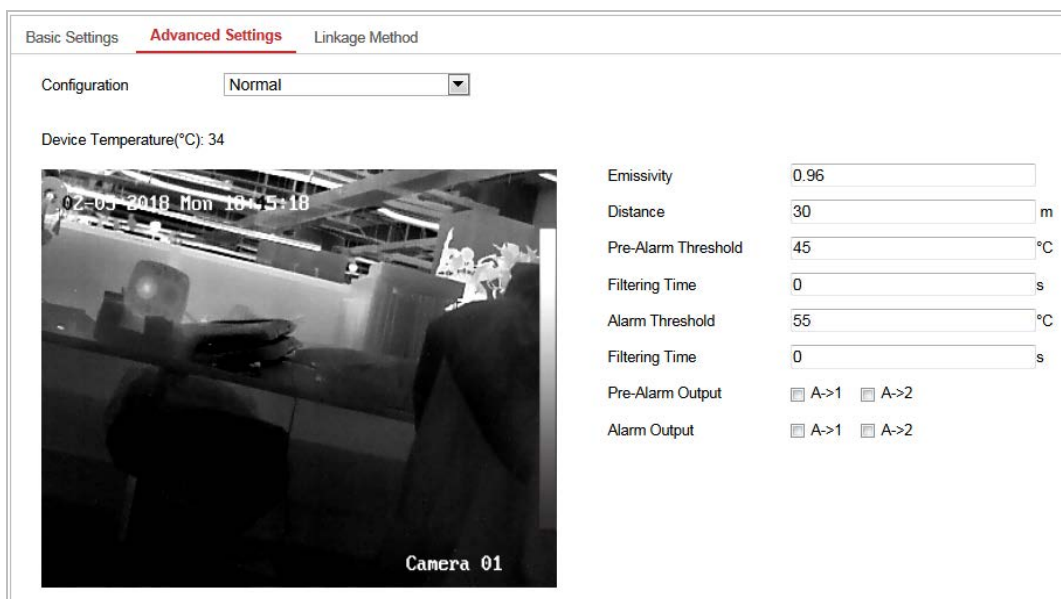 Basic Settings Advanced Settings Linkage Method
Configuration Normal
Device Temperature(°C): 34
Emissivity 0.96
Distance 30 m
Pre-Alarm Threshold 45 °C
Filtering Time 0 s
Alarm Threshold 55 °C
Filtering Time 0 s
Pre-Alarm Output A->1 A->2
Alarm Output A->1 A->2
2018 Mon
Camera 01